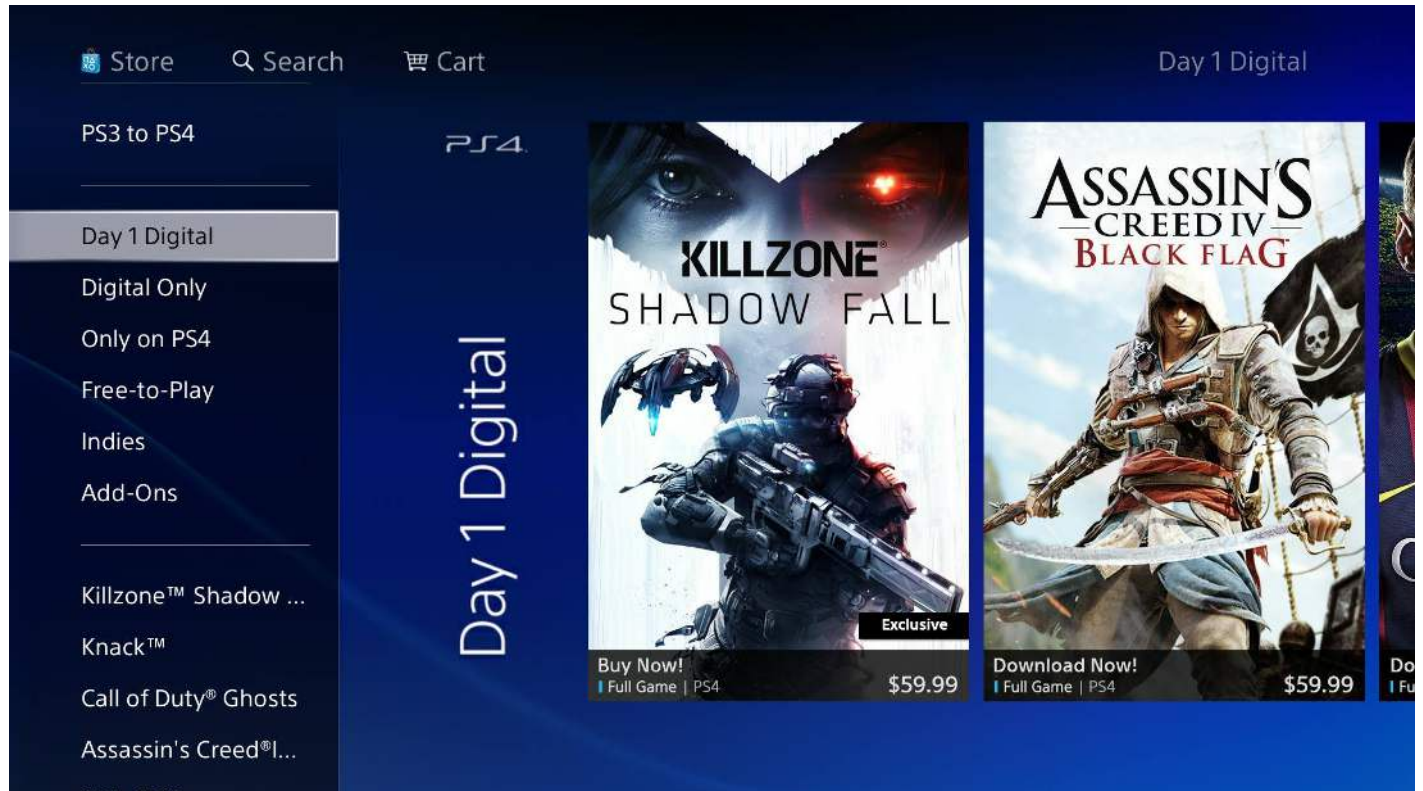 Store
Search
Cart
Day 1 Digital
PS3 to PS4
Day 1 Digital
Digital Only
Only on PS4
Free-to-Play
Indies
Add-Ons
Killzone™ Shadow ...
Knack™
Call of Duty® Ghosts
Assassin's Creed®I...
PS4
Day 1 Digital
KILLZONE®
SHADOW FALL
Exclusive
Buy Now!
Full Game | PS4
$59.99
ASSASSIN'S
CREED IV
BLACK FLAG
Download Now!
Full Game | PS4
$59.99
Do
Fu